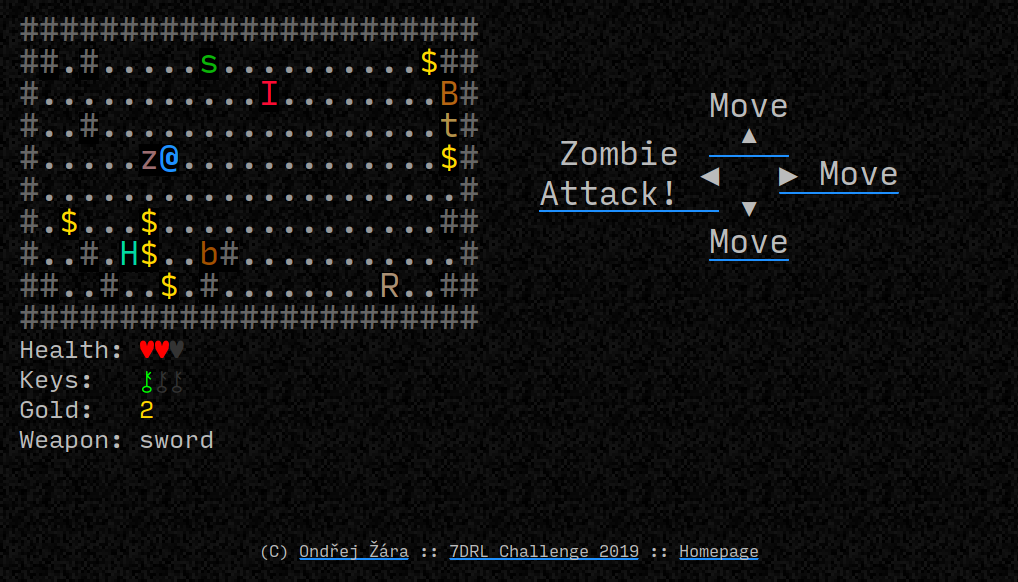 #######################
##.#.....s..........$##
#...........I........B#
#..#.................t#
#.....z@.............$#
#.....................#
#.$...$..............##
#..#.H$..b#...........#
##..#..$.#........R..##
#######################
Health: ♥♥♥
Keys: ⚷⚷⚷
Gold: 2
Weapon: sword
Move
▲
Zombie
Attack! ◀
▶ Move
▼
Move
(C) Ondřej Žára :: 7DRL Challenge 2019 :: Homepage